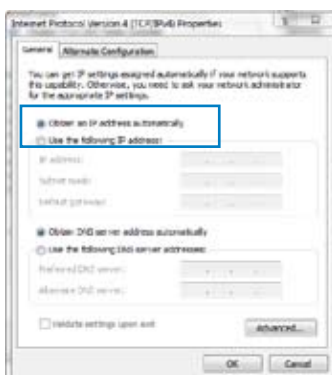 Internet Protocol Version 4 (TCP/IPv4) Properties
General
Alternate Configuration
You can get IP settings assigned automatically if your network supports
this capability. Otherwise, you need to ask your network administrator
for the appropriate IP settings.
Obtain an IP address automatically
Use the following IP address:
IP address:
Subnet mask:
Default gateway:
Obtain DNS server address automatically
Use the following DNS server addresses:
Preferred DNS server:
Alternate DNS server:
Validate settings upon exit
Advanced...
OK
Cancel